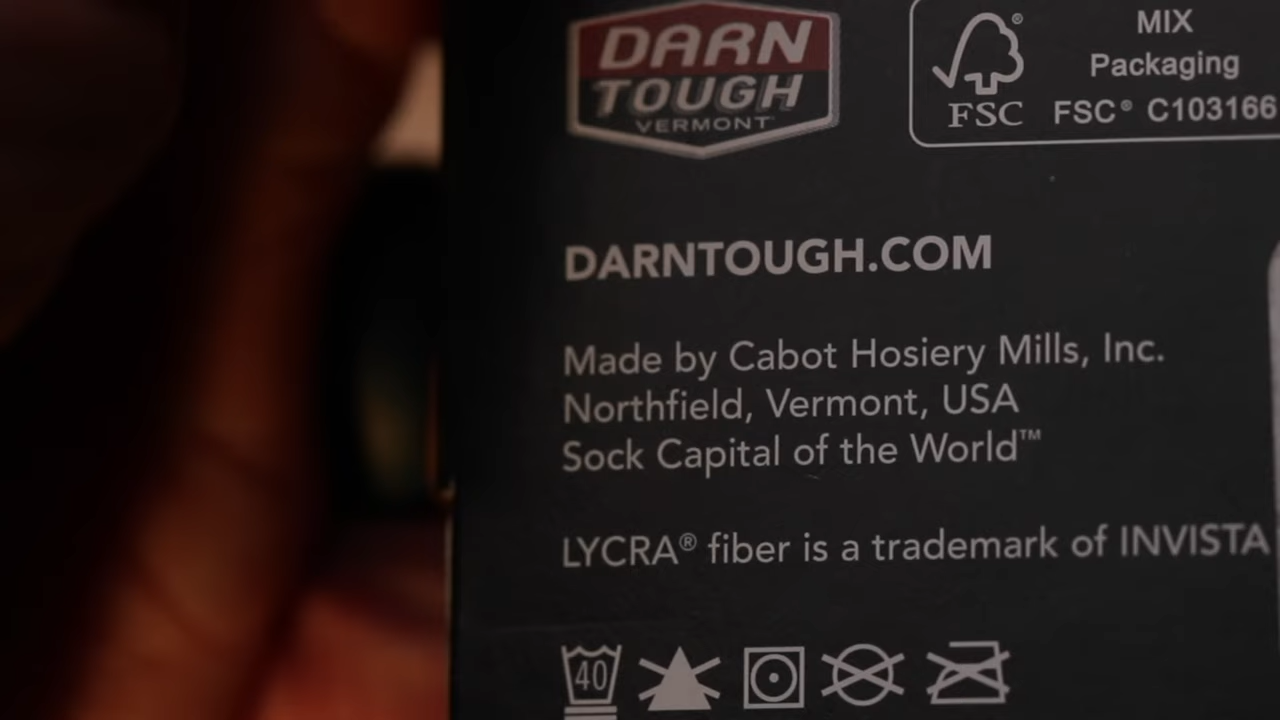 DARN
TOUGH
VERMONT
FSC
MIX
Packaging
FSC® C103166
DARNTOUGH.COM
Made by Cabot Hosiery Mills, Inc.
Northfield, Vermont, USA
Sock Capital of the World™
LYCRA® fiber is a trademark of INVISTA
40